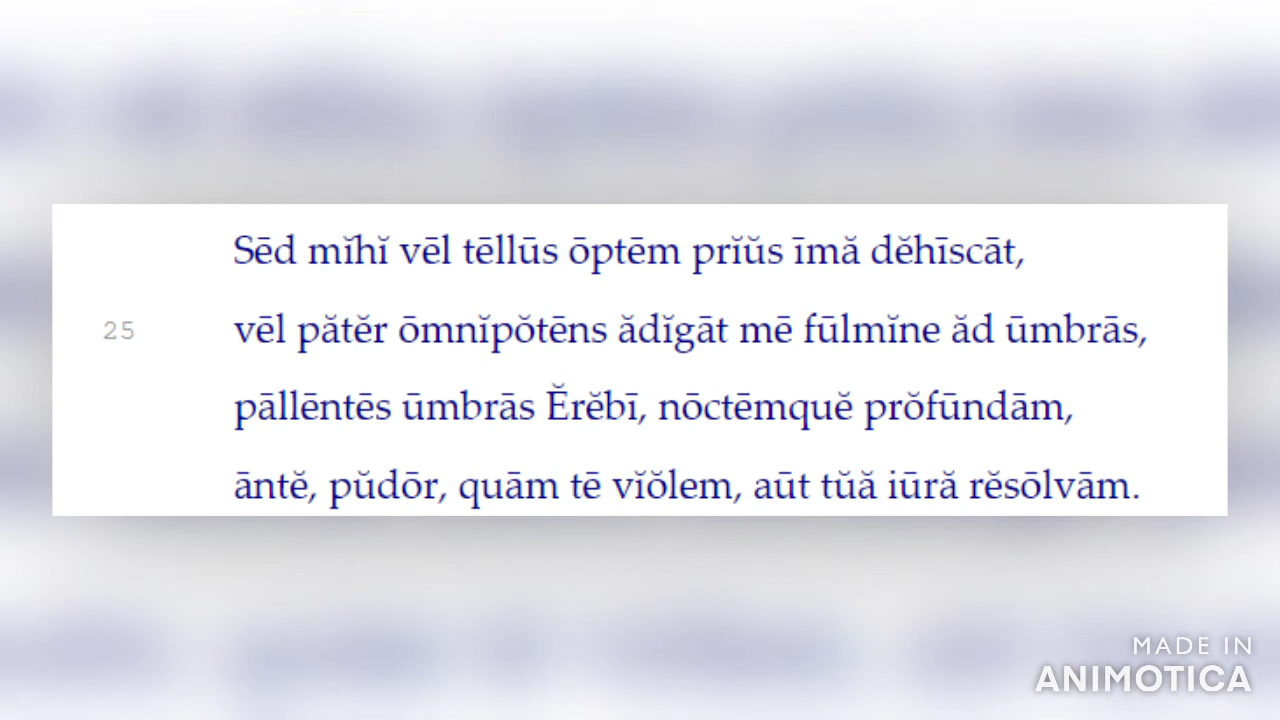 Sēd mĭhĭ vēl tēllūs ōptēm prĭŭs īmă dĕhīscāt,
25 vēl pătĕr ōmnĭpŏtēns ădĭgāt mē fūlmĭne ăd ūmbrās,
pāllēntēs ūmbrās Ĕrĕbī, nōctēmquĕ prŏfūndām,
āntĕ, pŭdōr, quām tē vĭŏlem, aūt tŭă iūră rĕsōlvām.
MADE IN
ANIMOTICA